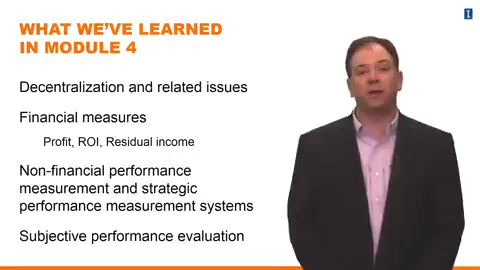 WHAT WE'VE LEARNED
IN MODULE 4
Decentralization and related issues
Financial measures
Profit, ROI, Residual income
Non-financial performance
measurement and strategic
performance measurement systems
Subjective performance evaluation
I